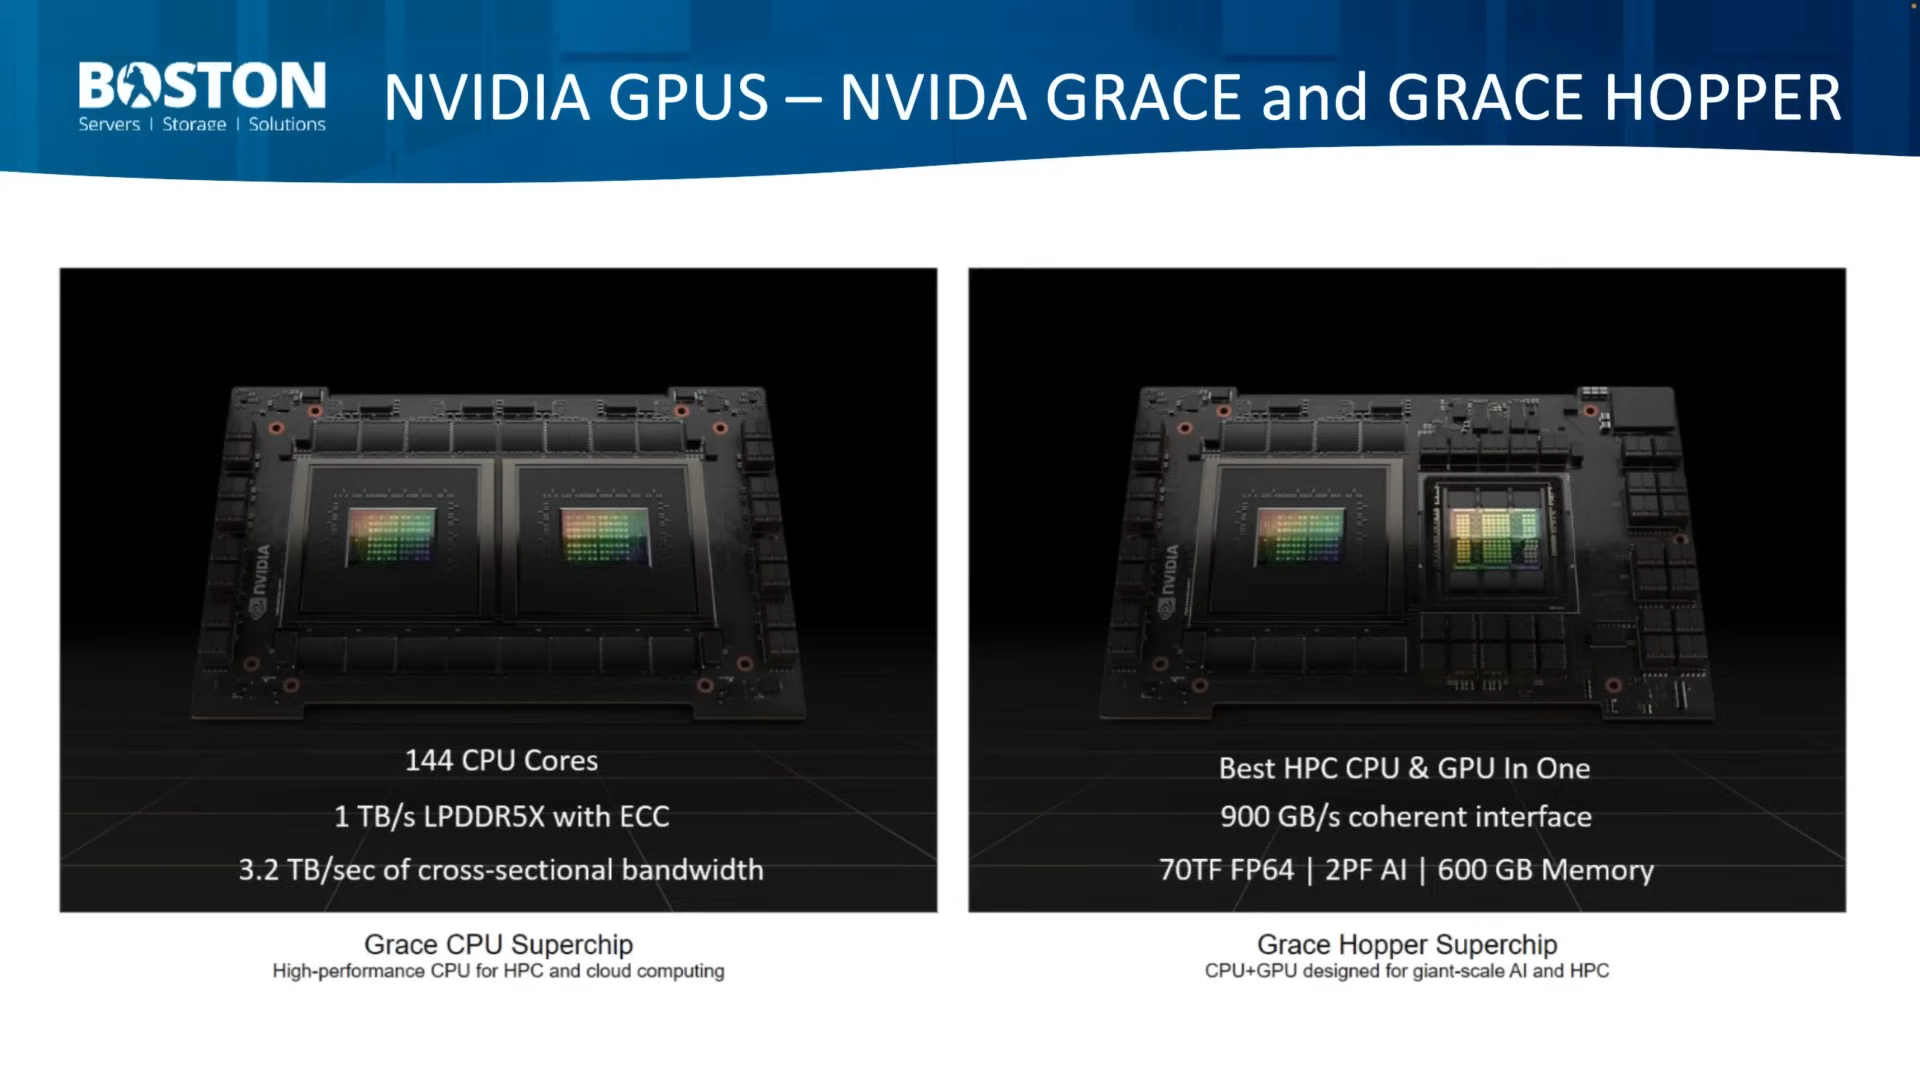 BOSTON
Servers | Storage | Solutions
NVIDIA GPUS – NVIDA GRACE and GRACE HOPPER
NVIDIA
144 CPU Cores
1 TB/s LPDDR5X with ECC
3.2 TB/sec of cross-sectional bandwidth
Grace CPU Superchip
High-performance CPU for HPC and cloud computing
NVIDIA
Best HPC CPU & GPU In One
900 GB/s coherent interface
70TF FP64 | 2PF AI | 600 GB Memory
Grace Hopper Superchip
CPU+GPU designed for giant-scale AI and HPC